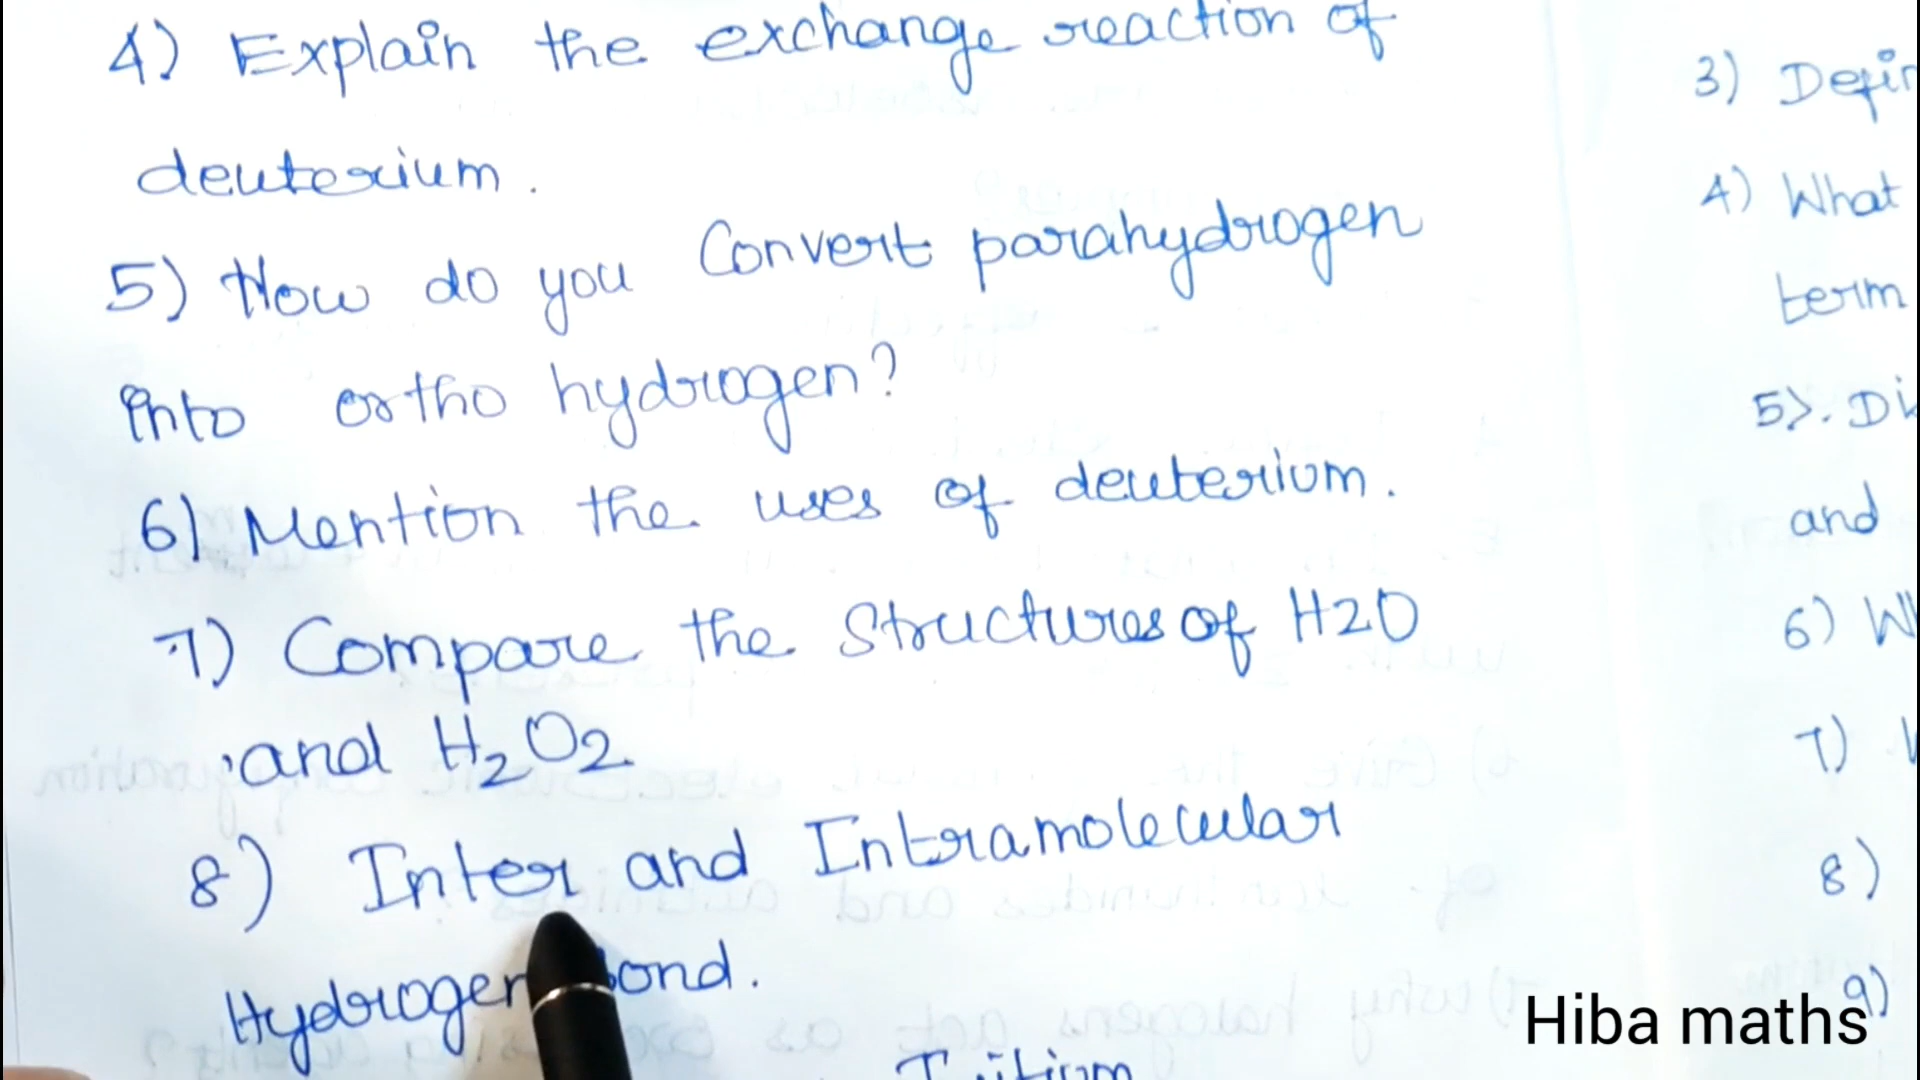 4) Explain the exchange reaction of
deuterium.
5) How do you Convert parahydrogen
into ortho hydrogen?
6) Mention the uses of deuterium.
7) Compare the Structures of H2O
and H₂O₂.
8) Inter and Intramolecular
Hydrogen bond.
3)
4) What
term
5).
and
6)
7)
8)
9)
Hiba maths